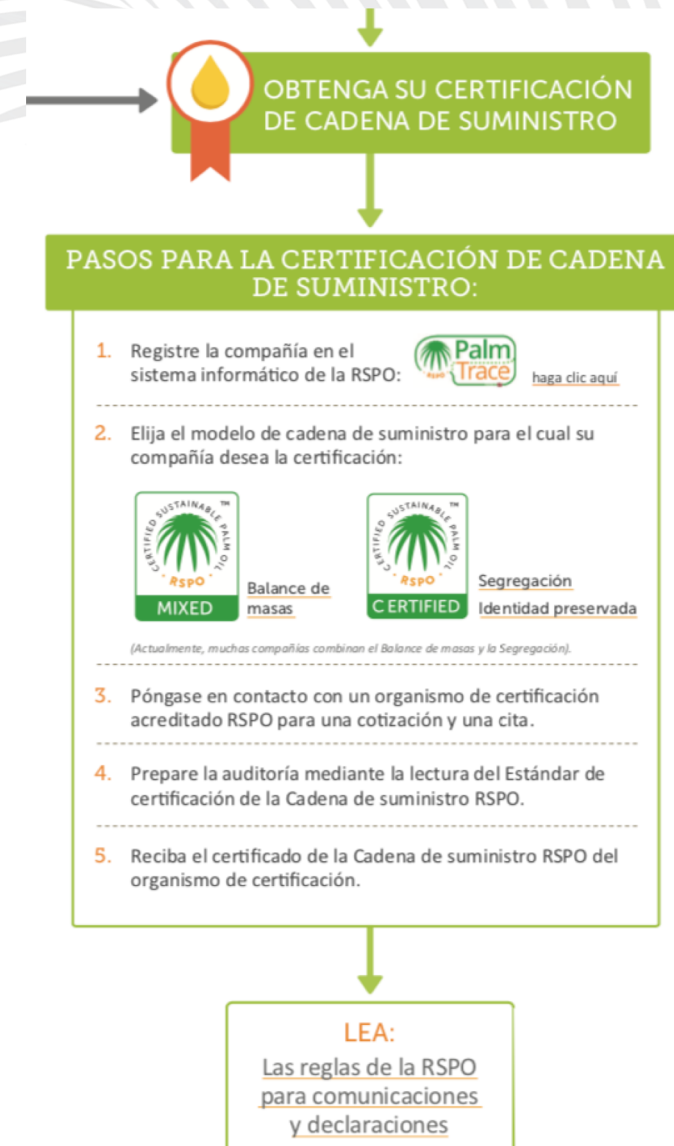 OBTENGA SU CERTIFICACIÓN
DE CADENA DE SUMINISTRO
PASOS PARA LA CERTIFICACIÓN DE CADENA
DE SUMINISTRO:
1. Registre la compañía en el
sistema informático de la RSPO:
RSPO
Palm
Trace
haga clic aquí
2. Elija el modelo de cadena de suministro para el cual su
compañía desea la certificación:
CERTIFIED SUSTAINABLE PALM OIL ™
RSPO
MIXED
Balance de
masas
CERTIFIED SUSTAINABLE PALM OIL ™
RSPO
CERTIFIED
Segregación
Identidad preservada
(Actualmente, muchas compañías combinan el Balance de masas y la Segregación).
3. Póngase en contacto con un organismo de certificación
acreditado RSPO para una cotización y una cita.
4. Prepare la auditoría mediante la lectura del Estándar de
certificación de la Cadena de suministro RSPO.
5. Reciba el certificado de la Cadena de suministro RSPO del
organismo de certificación.
LEA:
Las reglas de la RSPO
para comunicaciones
y declaraciones